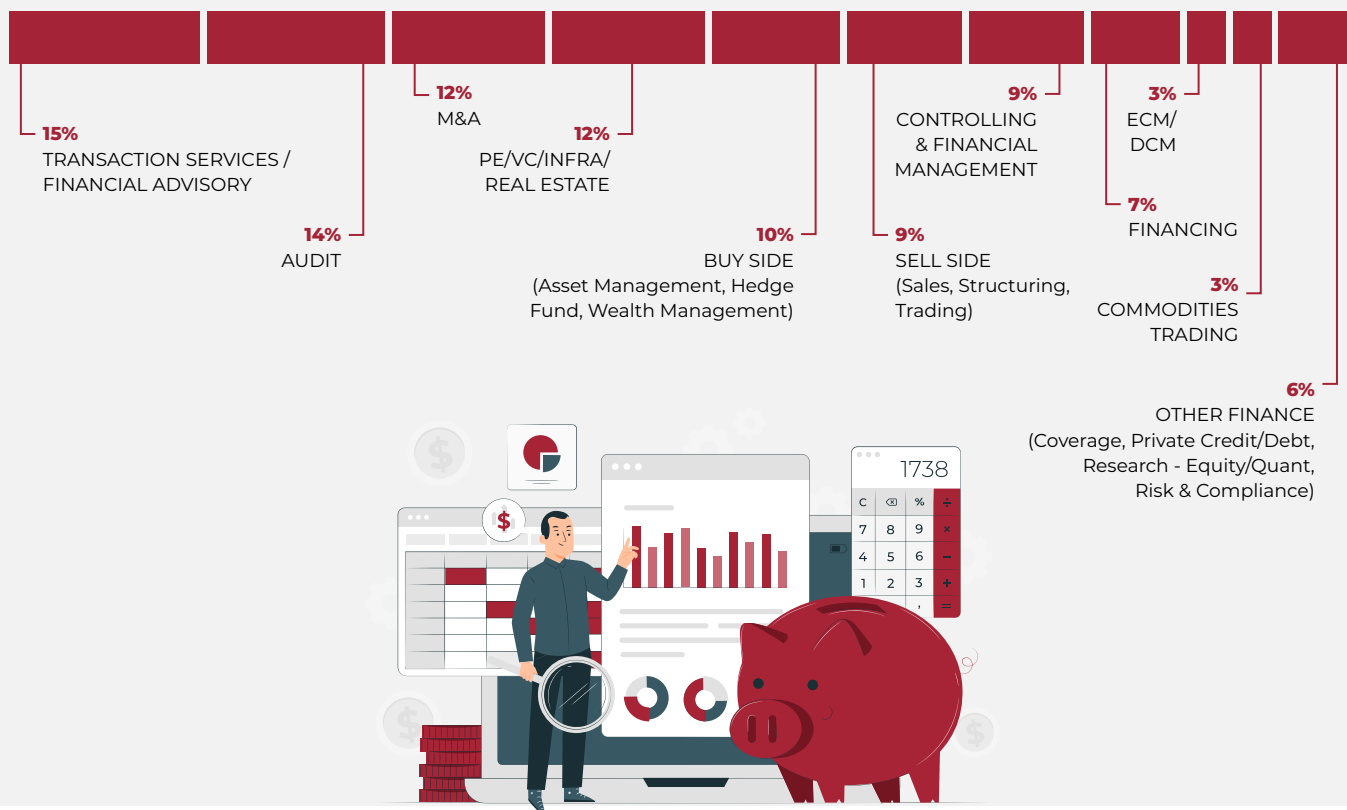 15%
TRANSACTION SERVICES /
FINANCIAL ADVISORY
14%
AUDIT
12%
M&A
12%
PE/VC/INFRA/
REAL ESTATE
10%
BUY SIDE
(Asset Management, Hedge
Fund, Wealth Management)
9%
SELL SIDE
(Sales, Structuring,
Trading)
9%
CONTROLLING
& FINANCIAL
MANAGEMENT
7%
FINANCING
3%
ECM/
DCM
3%
COMMODITIES
TRADING
6%
OTHER FINANCE
(Coverage, Private Credit/Debt,
Research - Equity/Quant,
Risk & Compliance)
$
$
$
$
1738
C %  ÷
7 8 9 ×
4 5 6 −
1 2 3 +
, =